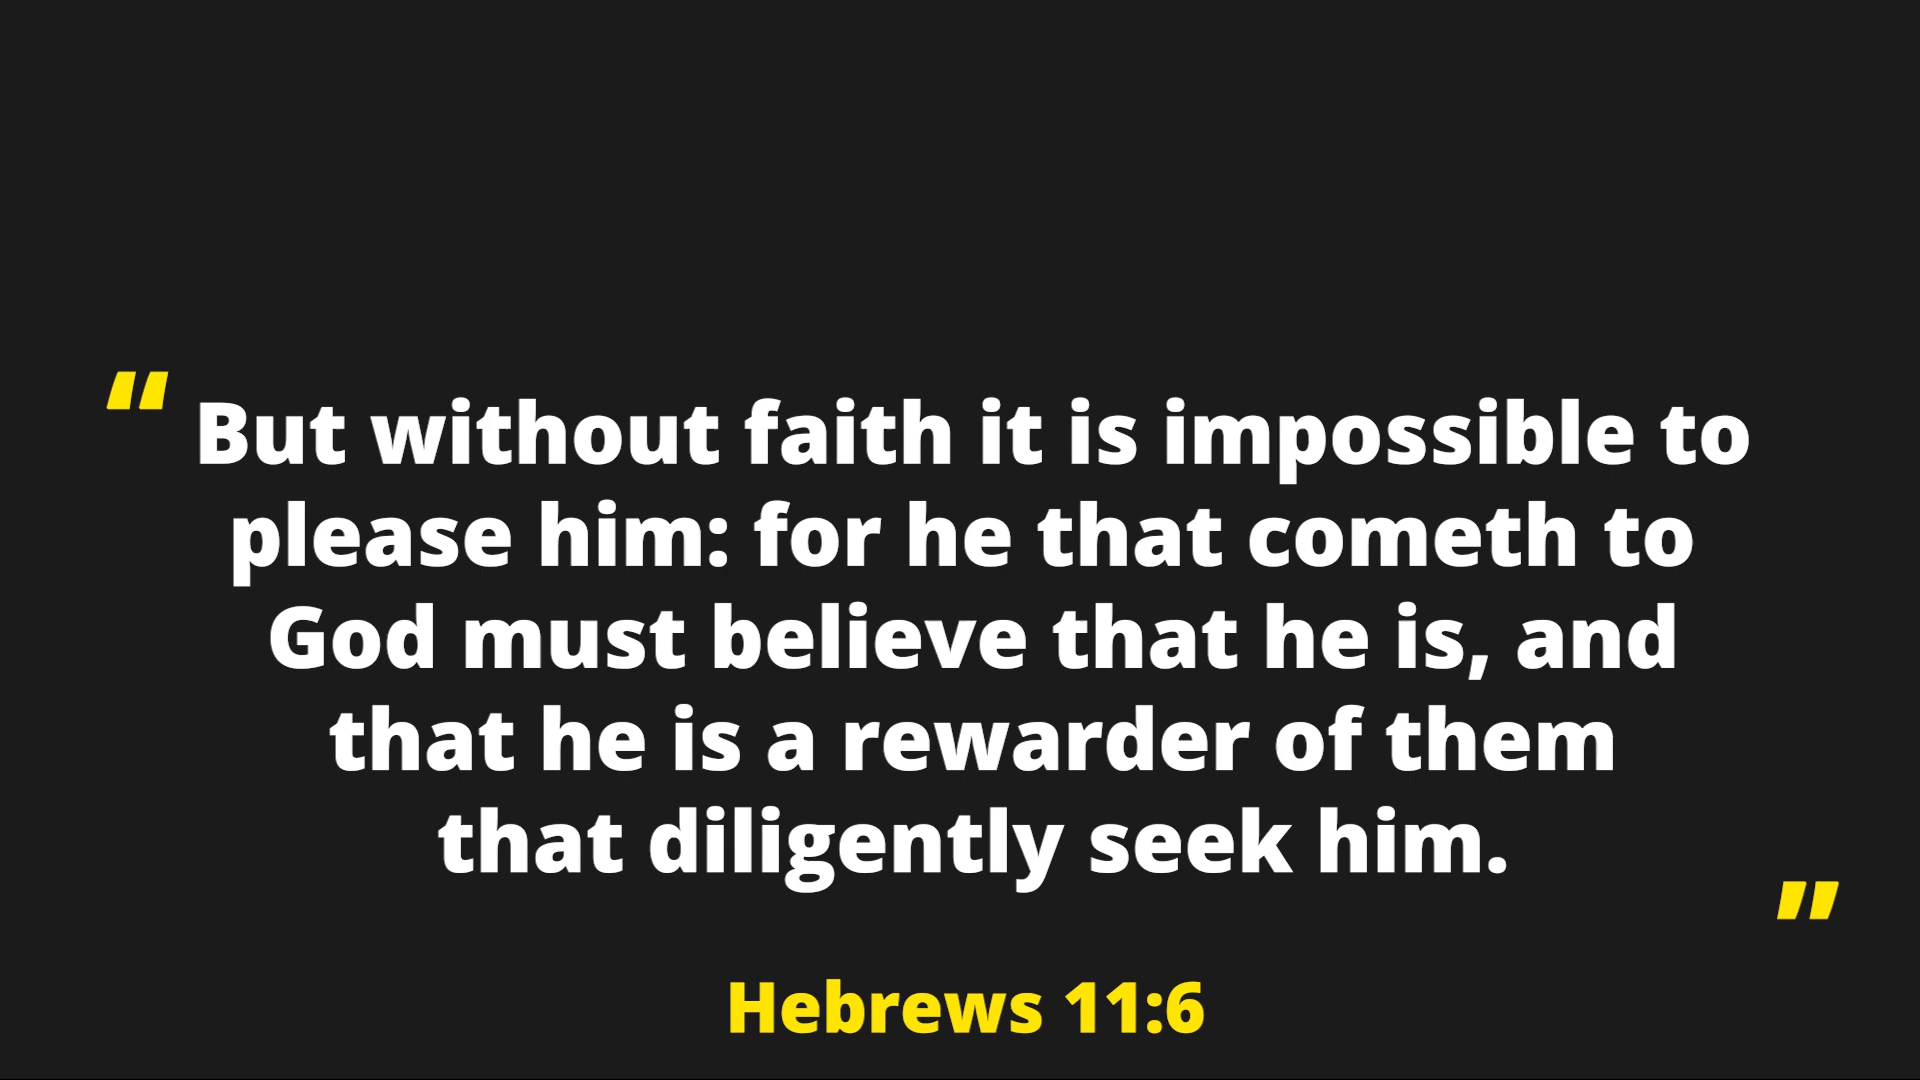 “ But without faith it is impossible to
please him: for he that cometh to
God must believe that he is, and
that he is a rewarder of them
that diligently seek him.
”
Hebrews 11:6